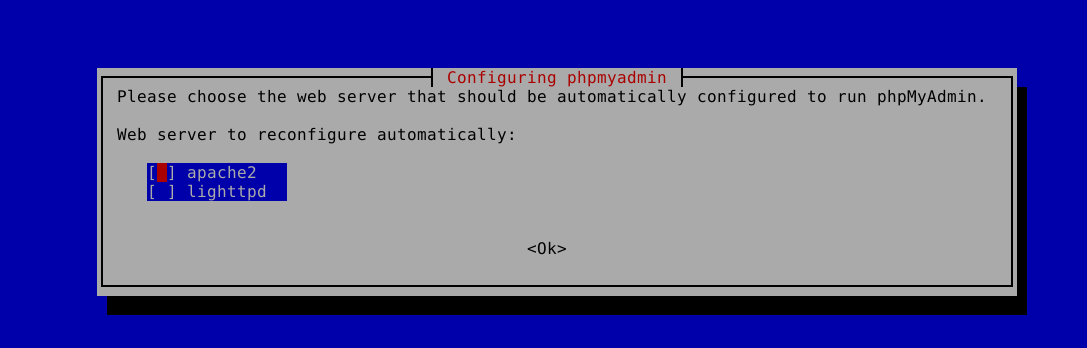 Configuring phpmyadmin
Please choose the web server that should be automatically configured to run phpMyAdmin.
Web server to reconfigure automatically:
[ ] apache2
[ ] lighttpd
<Ok>